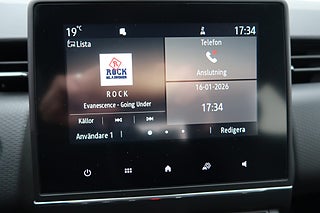 19°C
17:34
Lista
Telefon
ROCK
Anslutning
ROCK
16-01-2026
Evanescence - Going Under
17:34
Källor
Användare 1
Redigera